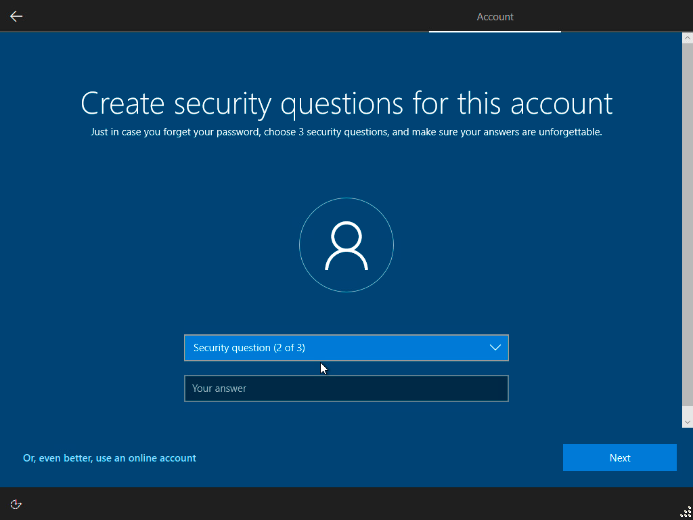 Account
Create security questions for this account
Just in case you forget your password, choose 3 security questions, and make sure your answers are unforgettable.
Security question (2 of 3)
Your answer
Or, even better, use an online account
Next